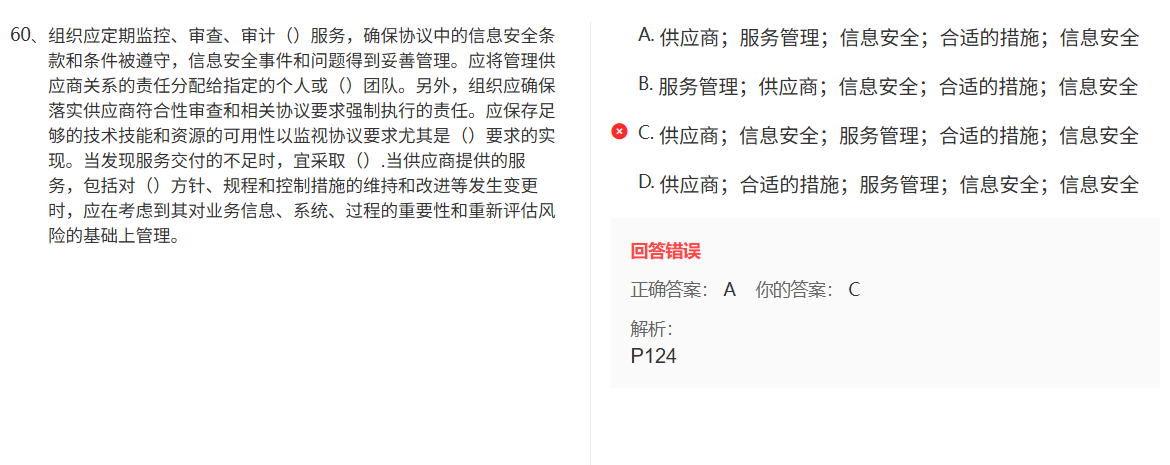 60、组织应定期监控、审查、审计（）服务，确保协议中的信息安全条
款和条件被遵守，信息安全事件和问题得到妥善管理。应将管理供
应商关系的责任分配给指定的个人或（）团队。另外，组织应确保
落实供应商符合性审查和相关协议要求强制执行的责任。应保存足
够的技术技能和资源的可用性以监视协议要求尤其是（）要求的实
现。当发现服务交付的不足时，宜采取（）.当供应商提供的服
务，包括对（）方针、规程和控制措施的维持和改进等发生变更
时，应在考虑到其对业务信息、系统、过程的重要性和重新评估风
险的基础上管理。
A. 供应商；服务管理；信息安全；合适的措施；信息安全
B. 服务管理；供应商；信息安全；合适的措施；信息安全
C. 供应商；信息安全；服务管理；合适的措施；信息安全
D. 供应商；合适的措施；服务管理；信息安全；信息安全
回答错误
正确答案： A 你的答案： C
解析：
P124